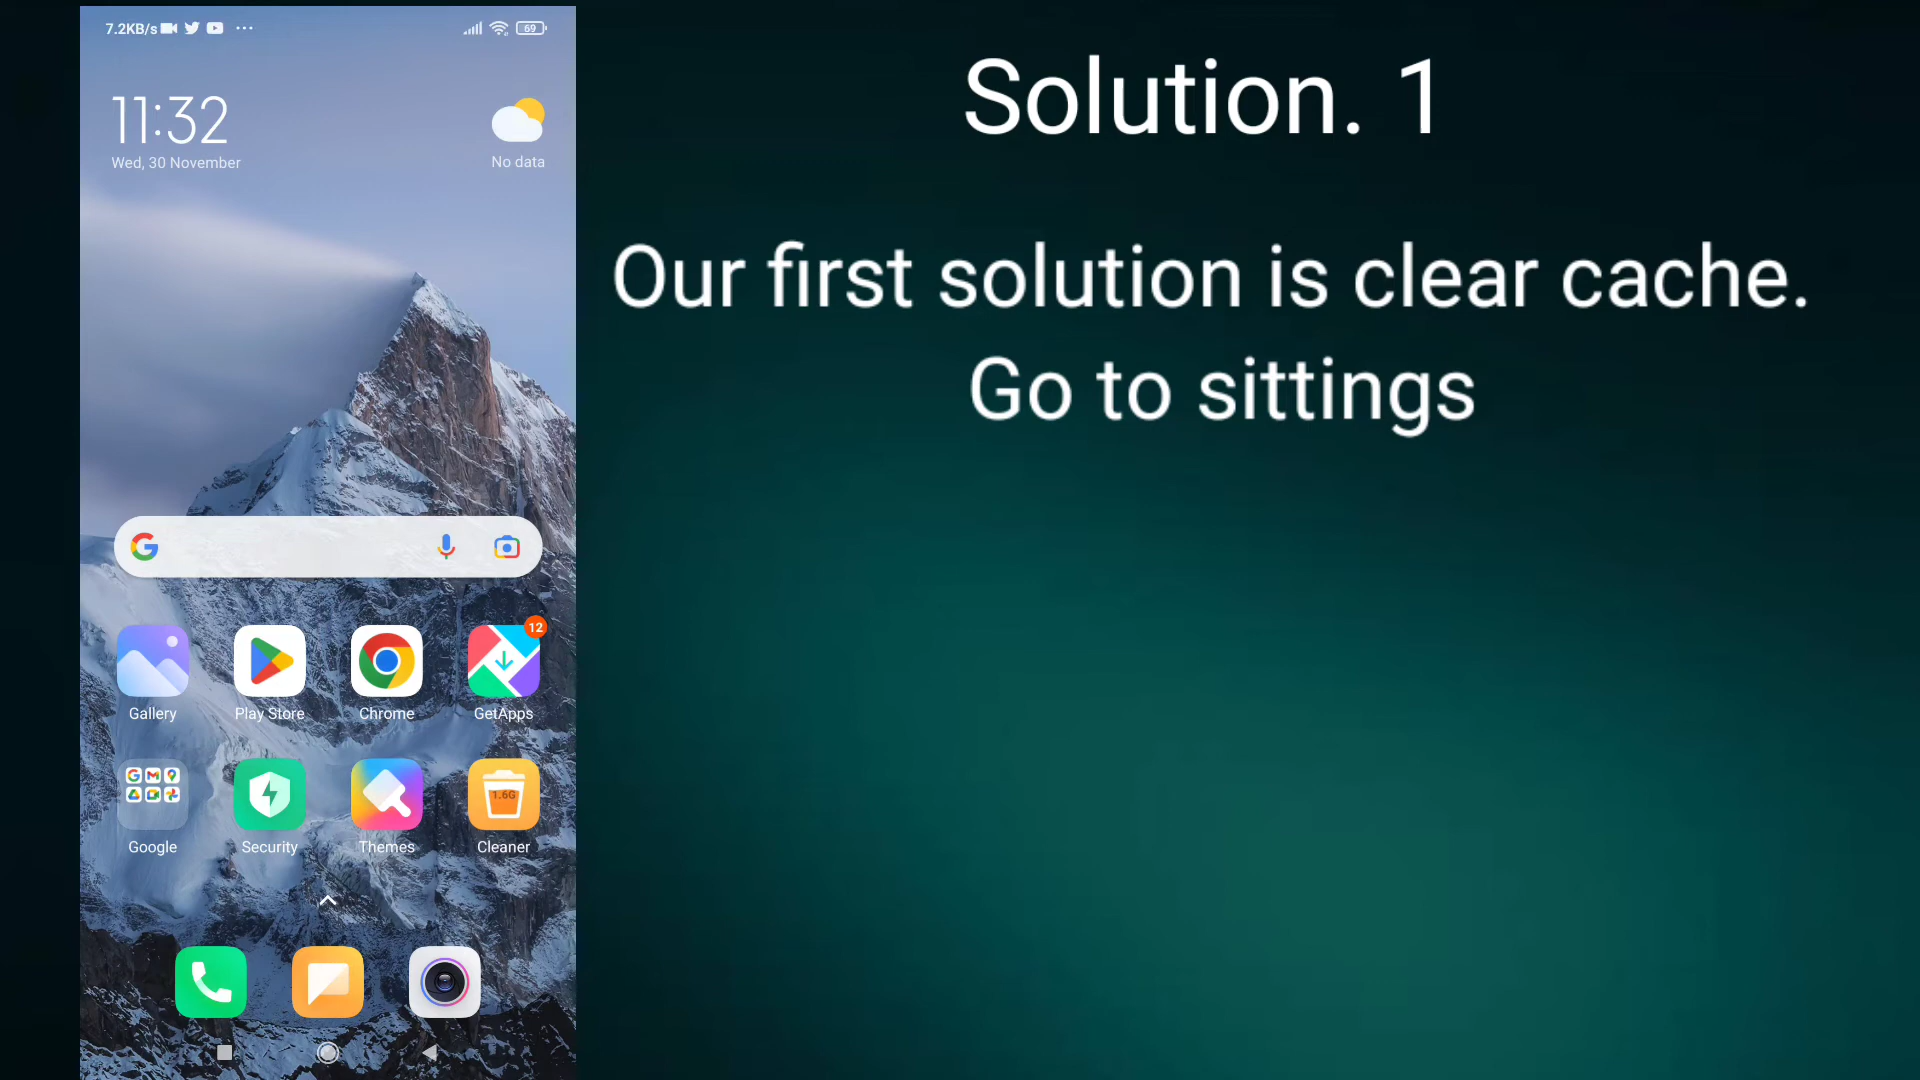 7.2KB/s
69
11:32
Wed, 30 November
No data
12
Gallery
Play Store
Chrome
GetApps
1.6G
Google
Security
Themes
Cleaner
Solution. 1
Our first solution is clear cache.
Go to sittings